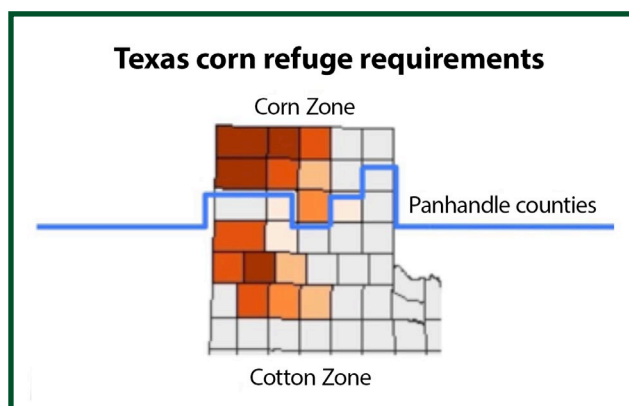 Texas corn refuge requirements
Corn Zone
Panhandle counties
Cotton Zone